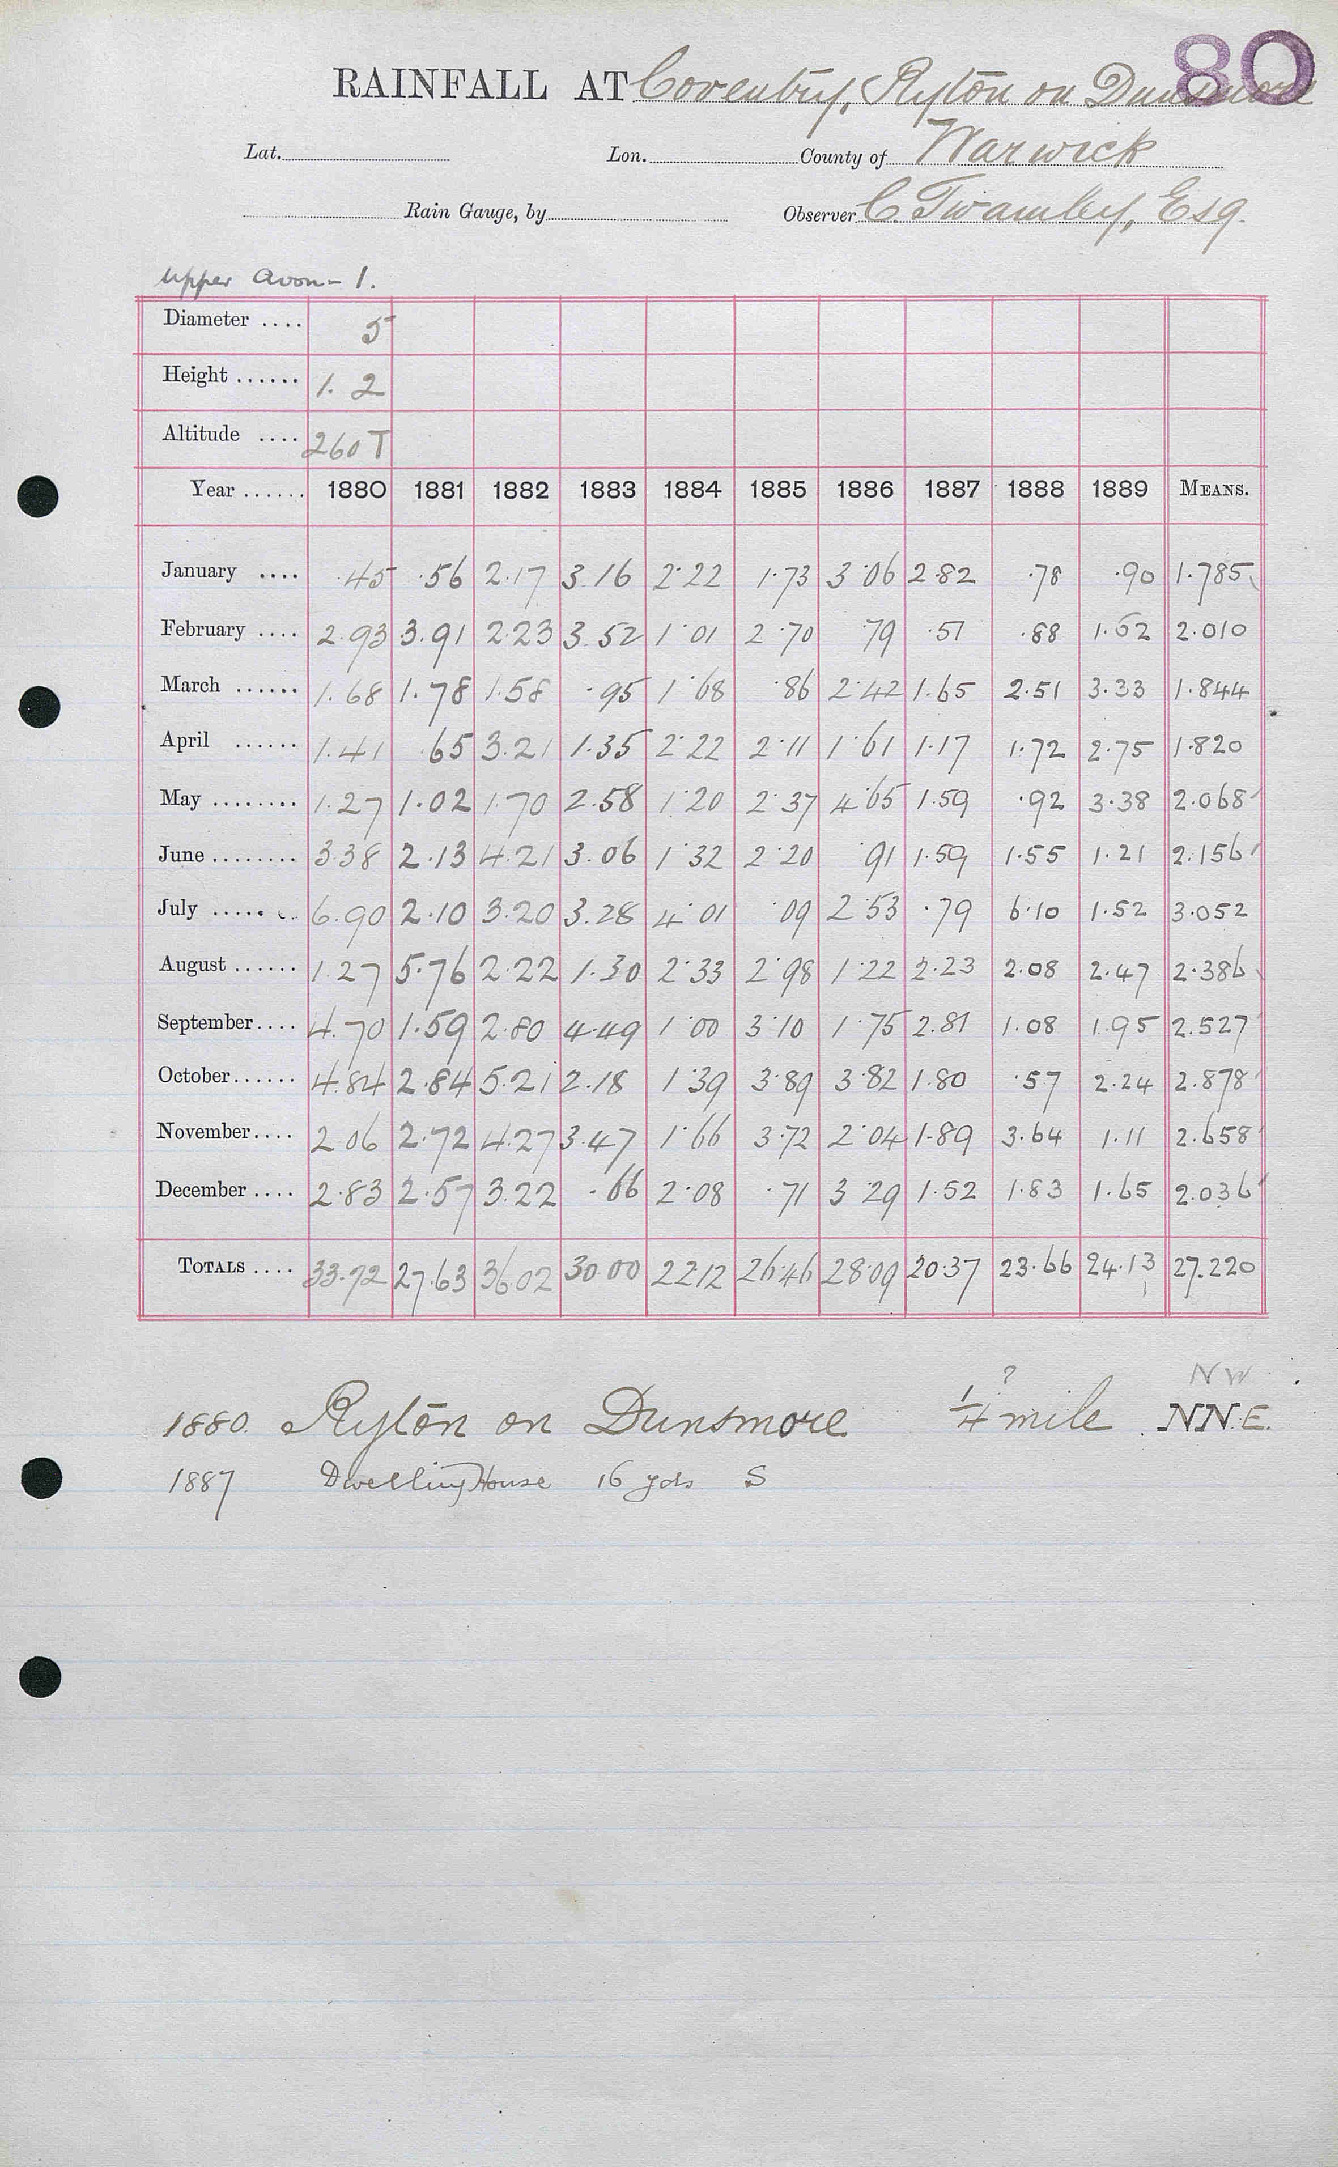 80
RAINFALL AT Coventry, Ryton on Dunsmore
Lat. Lon. County of Warwick
Rain Gauge, by Observer C. Twamley, Esq.
Upper Avon - 1.
Diameter .... 5
Height ...... 1. 2
Altitude .... 260 T
Year ...... 1880 1881 1882 1883 1884 1885 1886 1887 1888 1889 MEANS.
January .... .45 .56 2.17 3.16 2.22 1.73 3.06 2.82 .78 .90 1.785
February .... 2.93 3.91 2.23 3.52 1.01 2.70 79 .51 .88 1.62 2.010
March ...... 1.68 1.78 1.58 .95 1.68 .86 2.42 1.65 2.51 3.33 1.844
April ...... 1.41 .65 3.21 1.35 2.22 2.11 1.61 1.17 1.72 2.75 1.820
May ........ 1.27 1.02 1.70 2.58 1.20 2.37 4.65 1.59 .92 3.38 2.068
June ........ 3.38 2.13 4.21 3.06 1.32 2.20 .91 1.59 1.55 1.21 2.156
July ...... 6.90 2.10 3.20 3.28 4.01 .09 2.53 .79 6.10 1.52 3.052
August ...... 1.27 5.76 2.22 1.30 2.33 2.98 1.22 2.23 2.08 2.47 2.386
September.... 4.70 1.59 2.80 4.49 1.00 3.10 1.75 2.81 1.08 1.95 2.527
October...... 4.84 2.84 5.21 2.18 1.39 3.89 3.82 1.80 .57 2.24 2.878
November.... 2.06 2.72 4.27 3.47 1.66 3.72 2.04 1.89 3.64 1.11 2.658
December .... 2.83 2.57 3.22 .66 2.08 .71 3.29 1.52 1.83 1.65 2.036
TOTALS .... 33.72 27.63 36.02 30.00 22.12 26.46 28.09 20.37 23.66 24.13 27.220
? NW
1880. Ryton on Dunsmore 1/4 mile NNE.
1887 Dwelling House 16 yds S